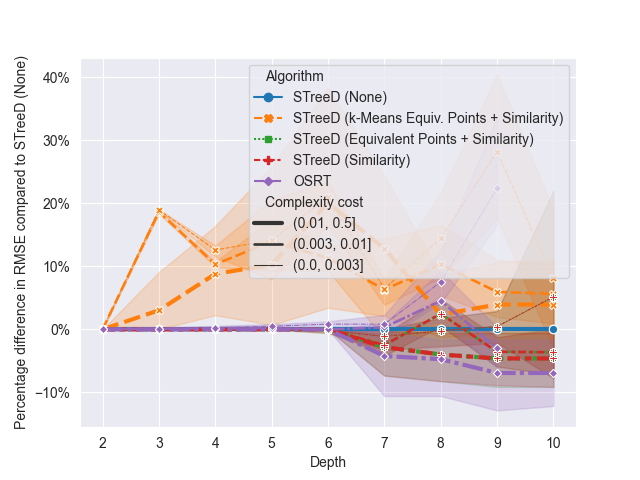 Percentage difference in RMSE compared to STreeD (None)
40%
30%
20%
10%
0%
−10%
Algorithm
STreeD (None)
STreeD (k-Means Equiv. Points + Similarity)
STreeD (Equivalent Points + Similarity)
STreeD (Similarity)
OSRT
Complexity cost
(0.01, 0.5]
(0.003, 0.01]
(0.0, 0.003]
2 3 4 5 6 7 8 9 10
Depth